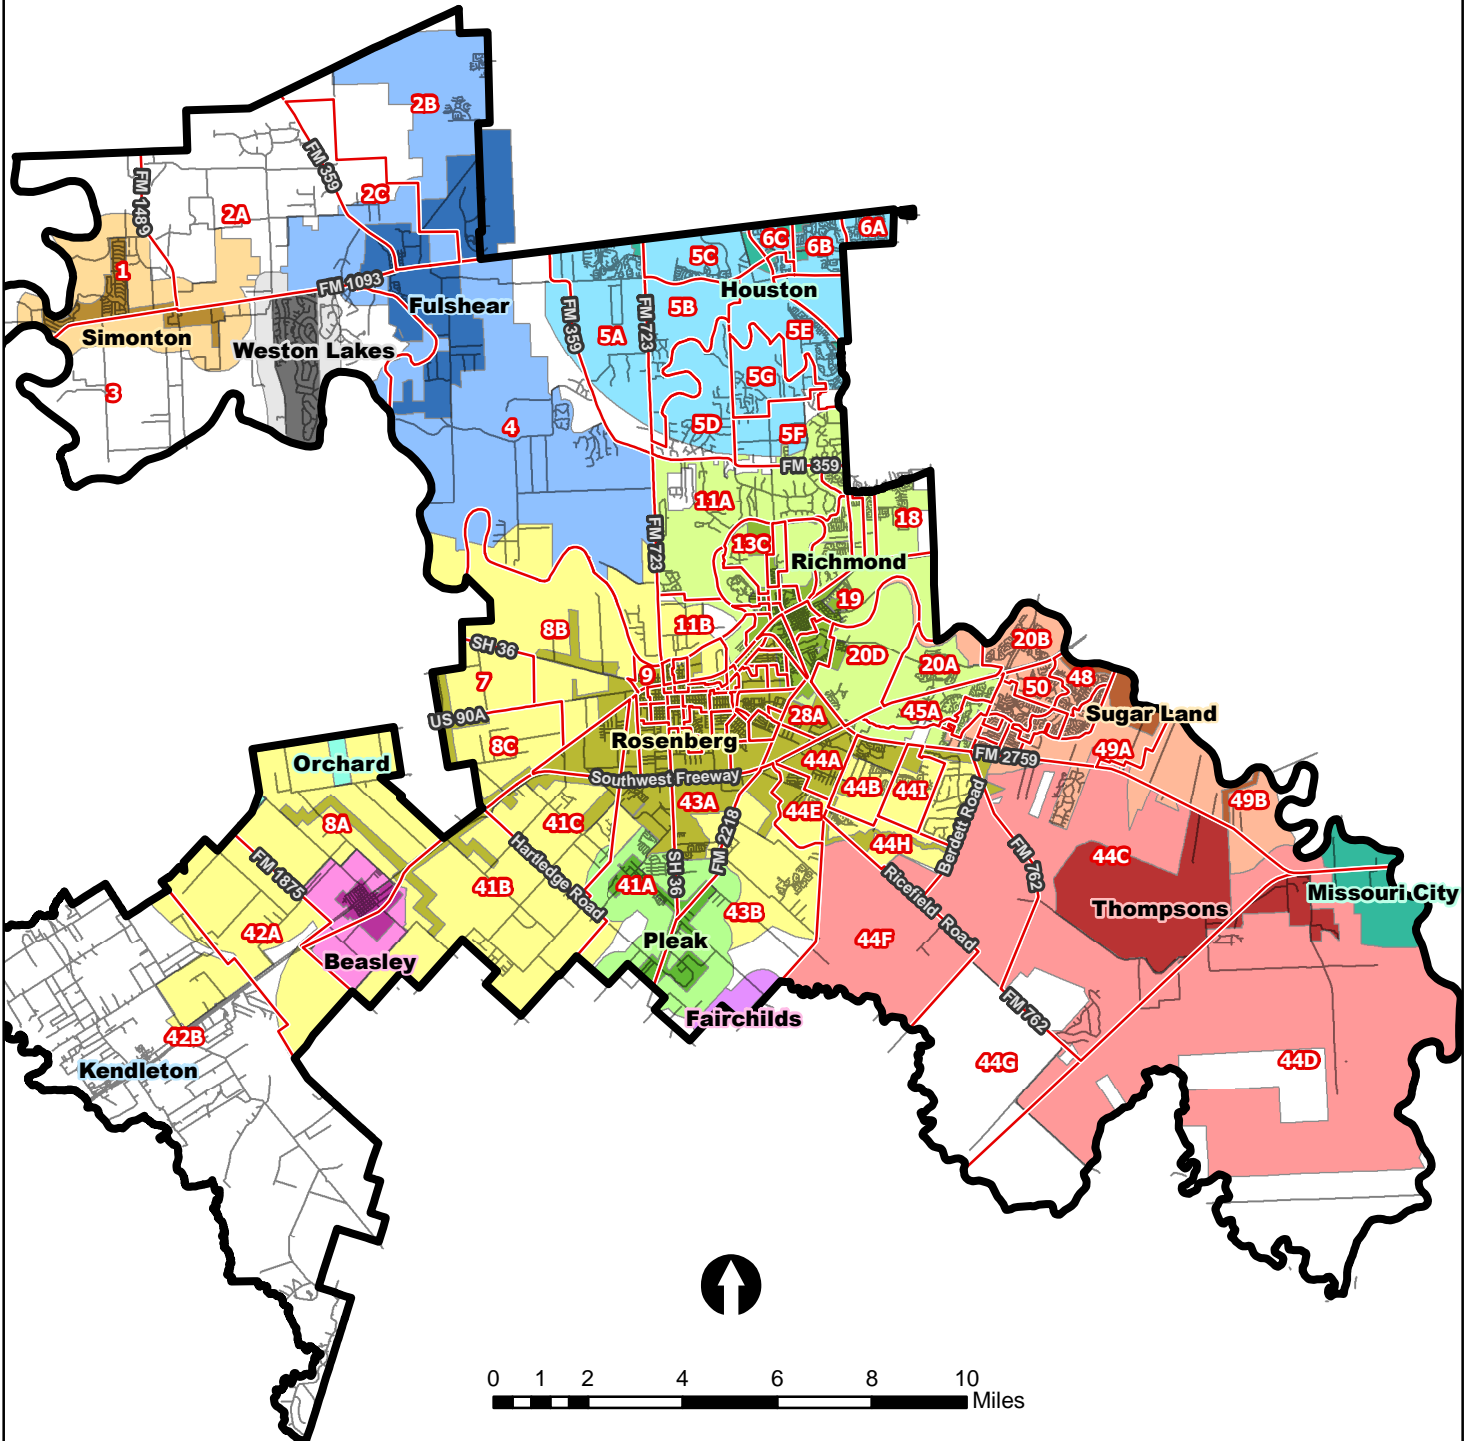 2B
FM 359
FM 1489
2C
2A
6A
6C
6B
5C
1
FM 1093
Houston
Fulshear
5B
FM 359
FM 723
5A
5E
Simonton
Weston Lakes
5G
3
4
5D
5F
FM 359
11A
18
FM 723
13C
Richmond
19
11B
8B
SH 36
20B
20D
20A
9
7
48
50
US 90A
28A
45A
Sugar Land
Rosenberg
8C
49A
Orchard
FM 2759
44A
Southwest Freeway
44B
44I
43A
49B
44E
8A
41C
FM 2218
Berdett Road
44H
44C
FM 762
Hartledge Road
SH 36
FM 1875
41A
41B
Ricefield Road
Missouri City
Thompsons
43B
42A
44F
Pleak
Beasley
FM 762
Fairchilds
42B
44G
44D
Kendleton
0 1 2 4 6 8 10
Miles